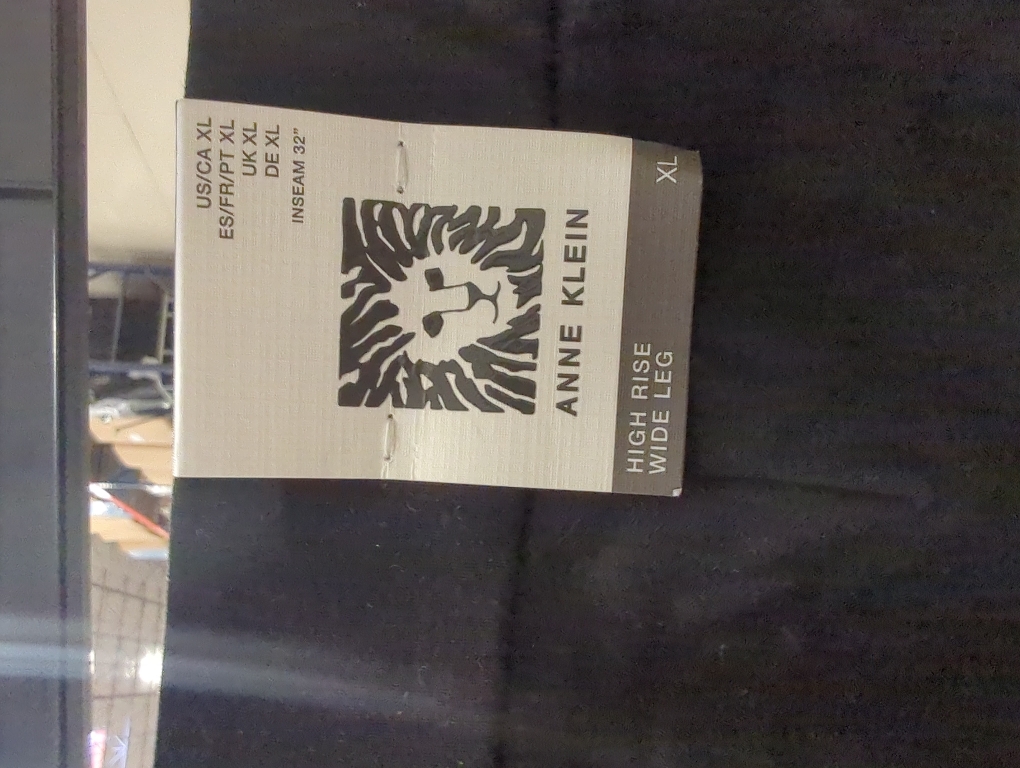 US/CA XL
ES/FR/PT XL
UK XL
DE XL
INSEAM 32"
ANNE KLEIN
HIGH RISE
WIDE LEG
XL